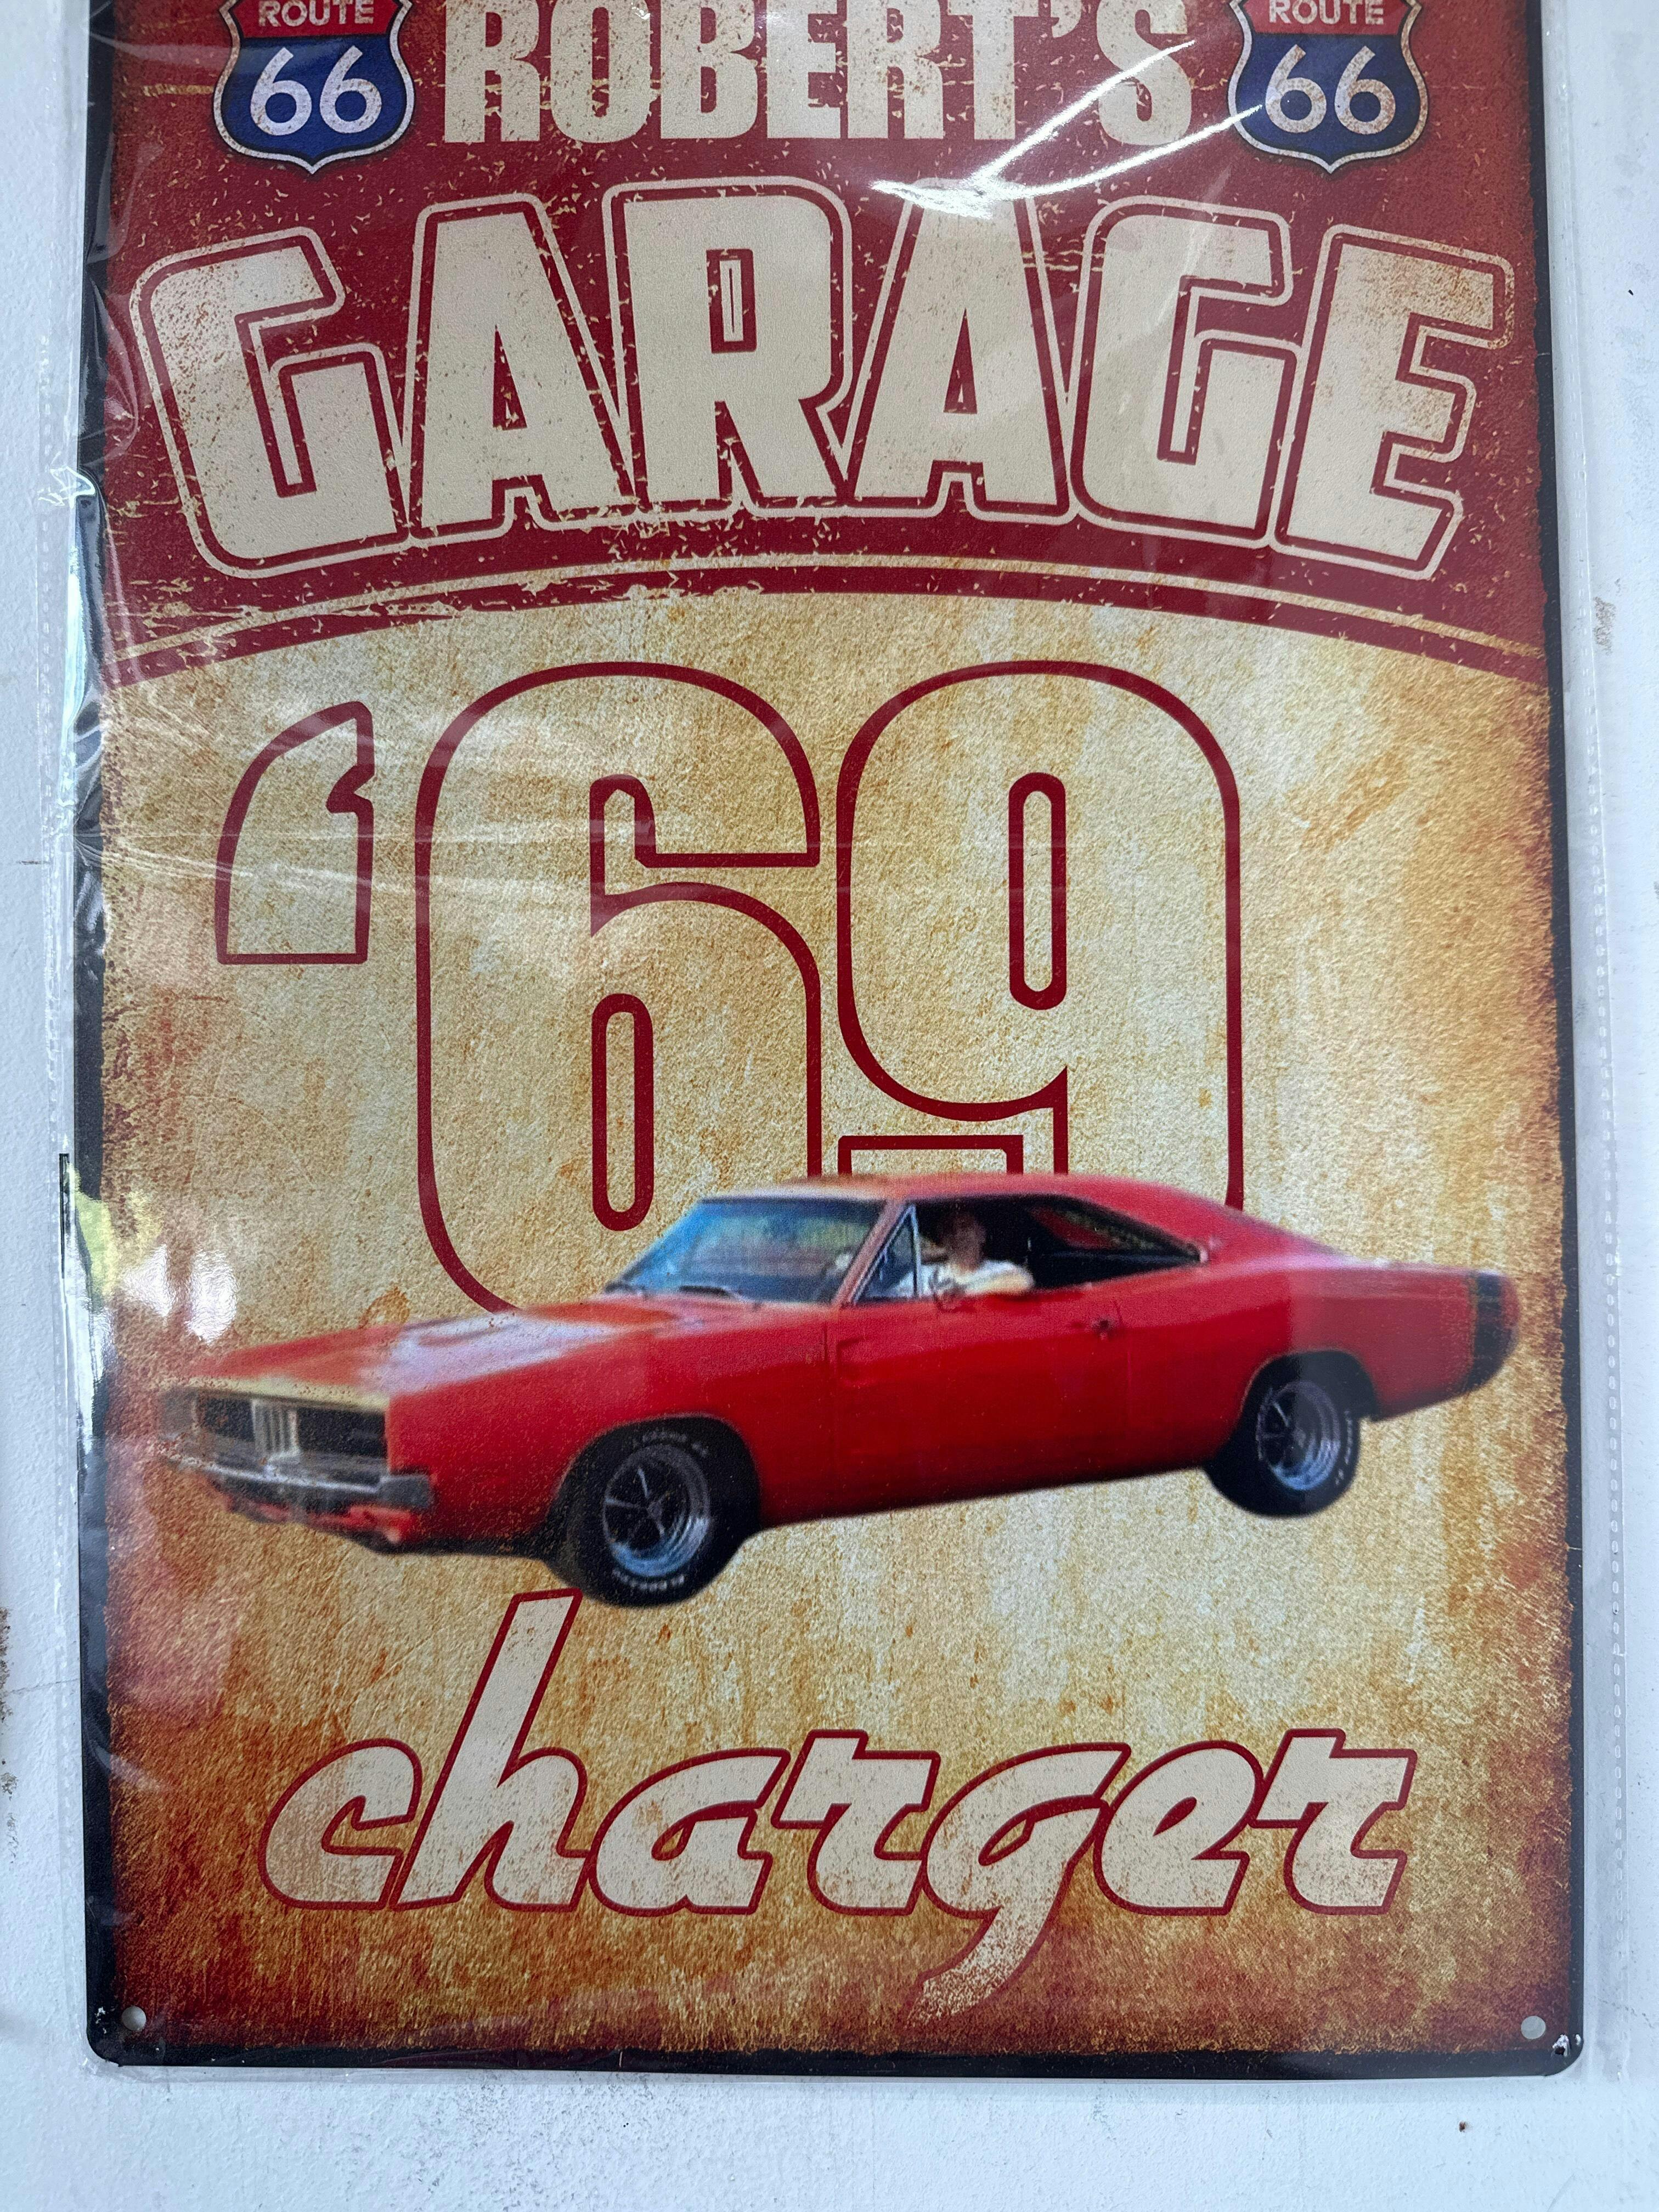 ROUTE 66 ROBERT'S ROUTE 66
GARAGE
‘69
charger